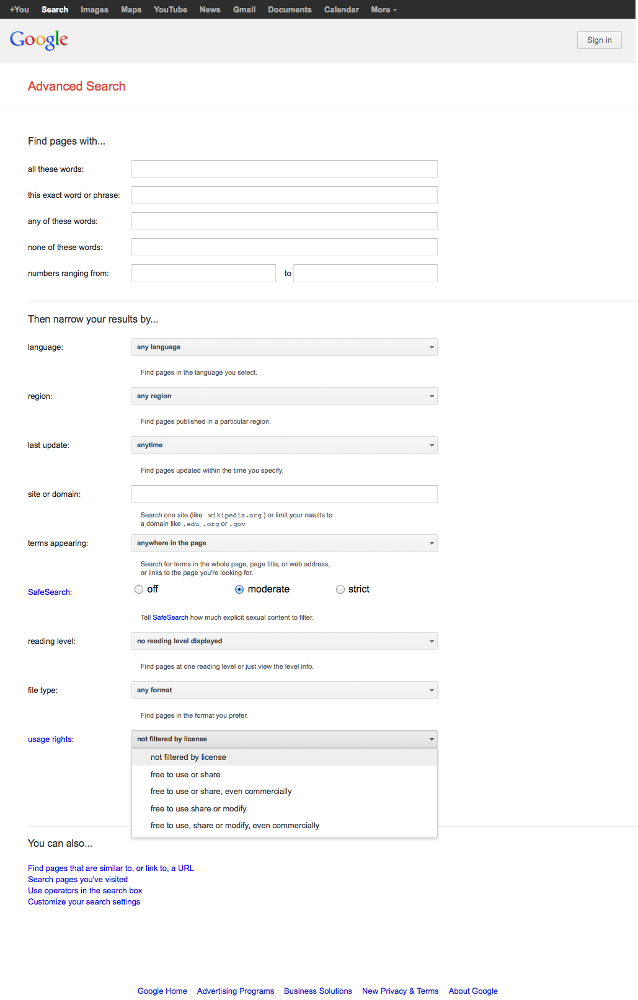 +You Search Images Maps YouTube News Gmail Documents Calendar More
Google
Sign in
Advanced Search
Find pages with...
all these words:
this exact word or phrase:
any of these words:
none of these words:
numbers ranging from: to
Then narrow your results by...
language: any language
Find pages in the language you select.
region: any region
Find pages published in a particular region.
last update: anytime
Find pages updated within the time you specify.
site or domain:
Search one site (like wikipedia.org ) or limit your results to
a domain like .edu, .org or .gov
terms appearing: anywhere in the page
Search for terms in the whole page, page title, or web address,
or links to the page you're looking for.
SafeSearch: off moderate strict
Tell SafeSearch how much explicit sexual content to filter.
reading level: no reading level displayed
Find pages at one reading level or just view the level info.
file type: any format
Find pages in the format you prefer.
usage rights: not filtered by license
not filtered by license
free to use or share
free to use or share, even commercially
free to use share or modify
free to use, share or modify, even commercially
You can also...
Find pages that are similar to, or link to, a URL
Search pages you've visited
Use operators in the search box
Customize your search settings
Google Home Advertising Programs Business Solutions New Privacy & Terms About Google